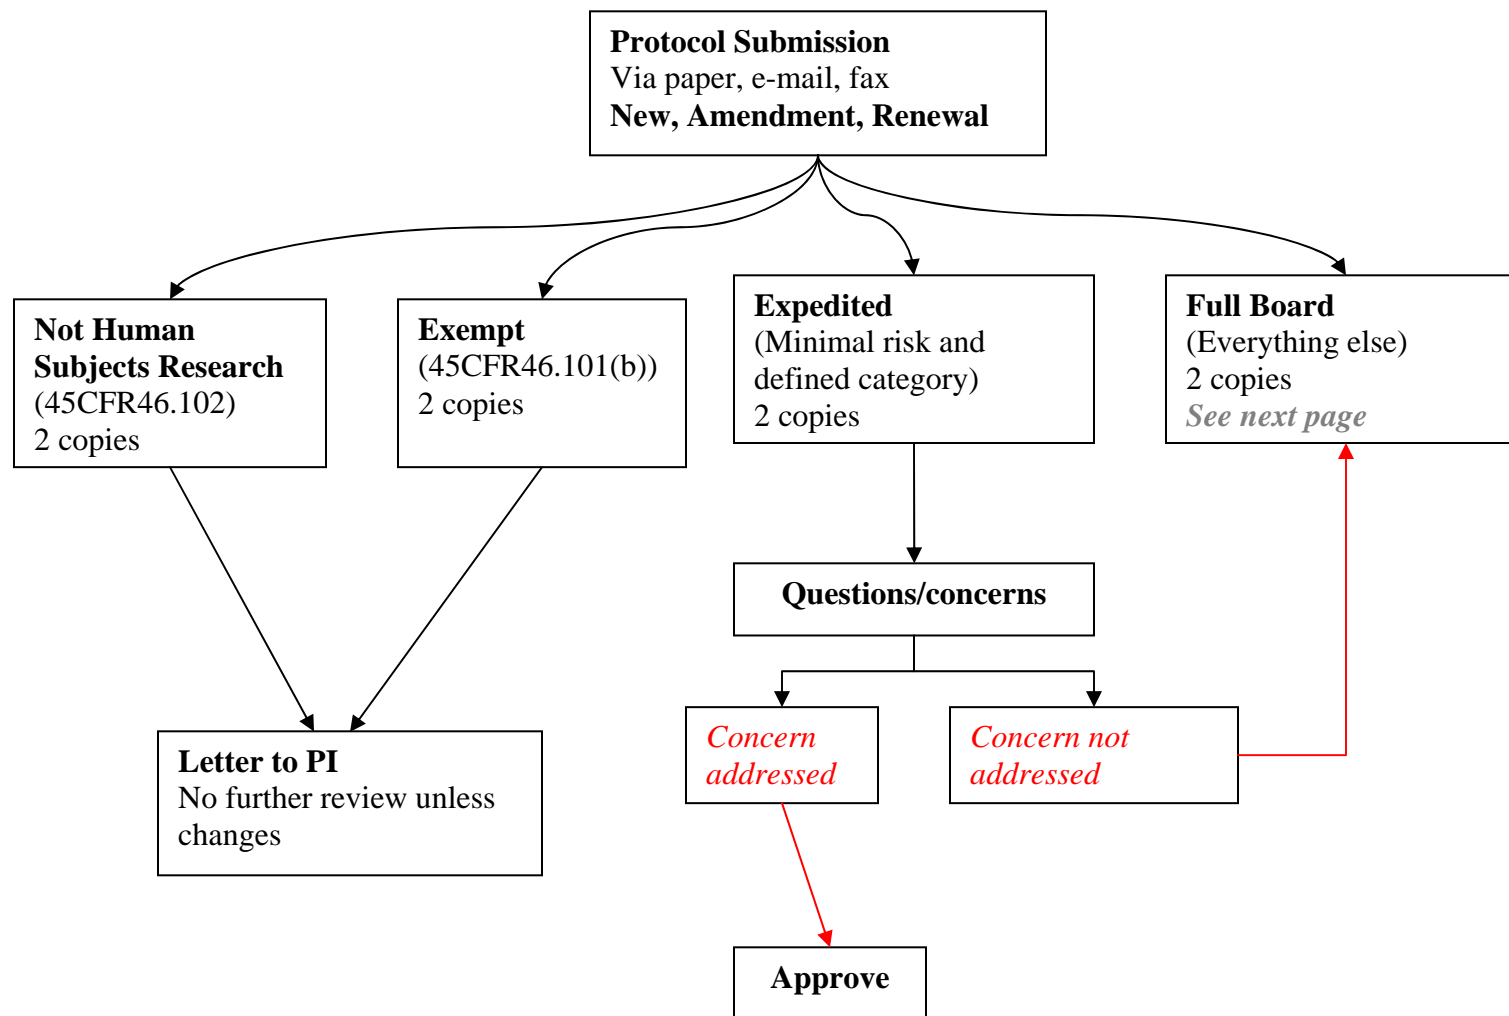 Protocol Submission
Via paper, e-mail, fax
New, Amendment, Renewal
Not Human
Subjects Research
(45CFR46.102)
2 copies
Exempt
(45CFR46.101(b))
2 copies
Expedited
(Minimal risk and
defined category)
2 copies
Full Board
(Everything else)
2 copies
See next page
Questions/concerns
Concern
addressed
Concern not
addressed
Letter to PI
No further review unless
changes
Approve